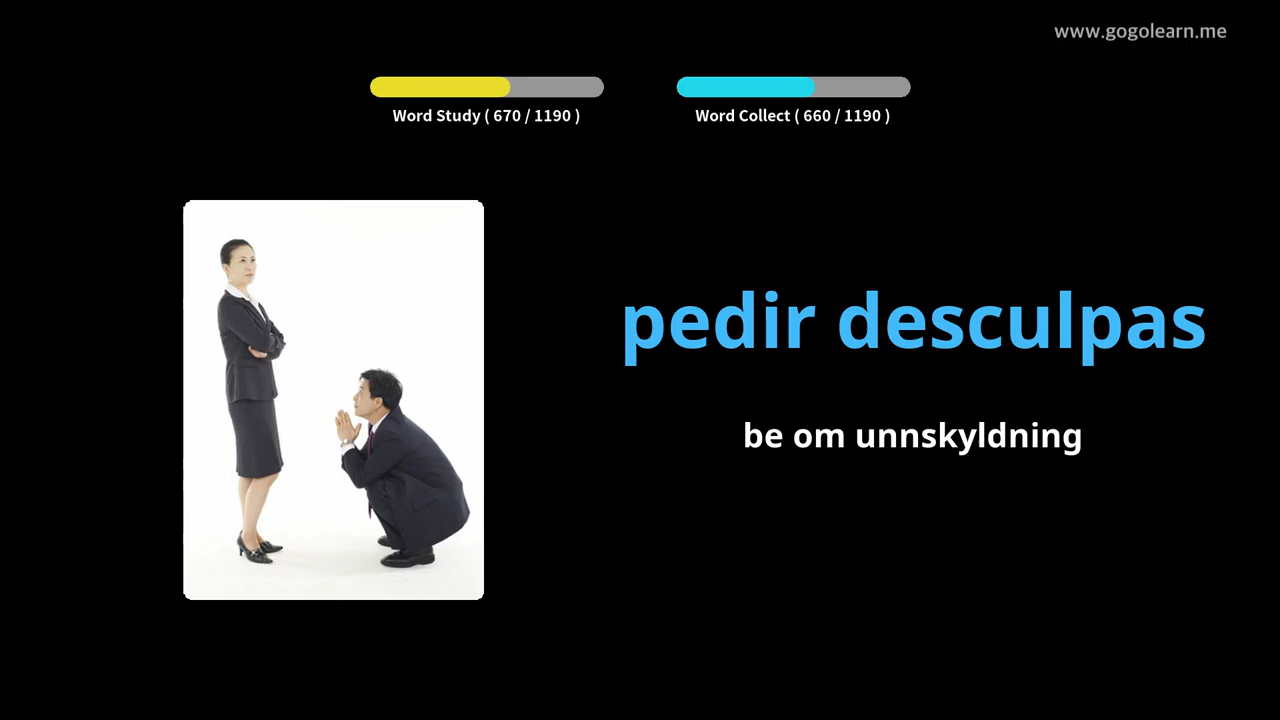 www.gogolearn.me
Word Study ( 670 / 1190 )
Word Collect ( 660 / 1190 )
pedir desculpas
be om unnskyldning